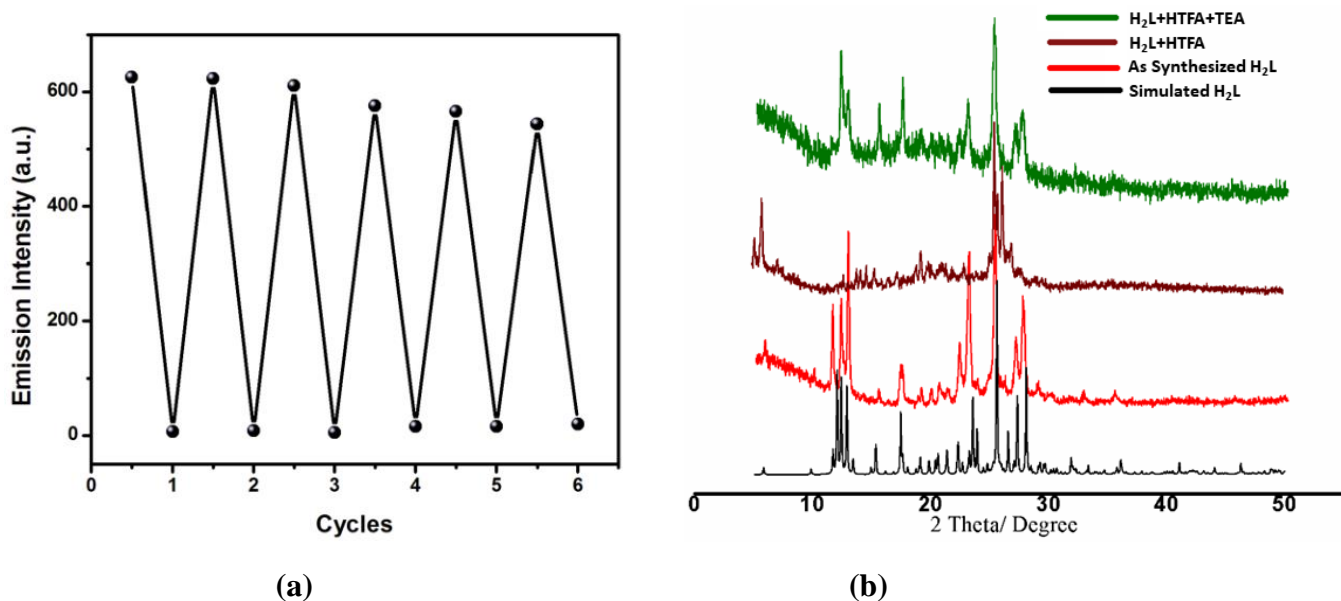 600
400
200
0
Emission Intensity (a.u.)
0 1 2 3 4 5 6
Cycles
(a)
H₂L+HTFA+TEA
H₂L+HTFA
As Synthesized H₂L
Simulated H₂L
0 10 20 30 40 50
2 Theta/ Degree
(b)